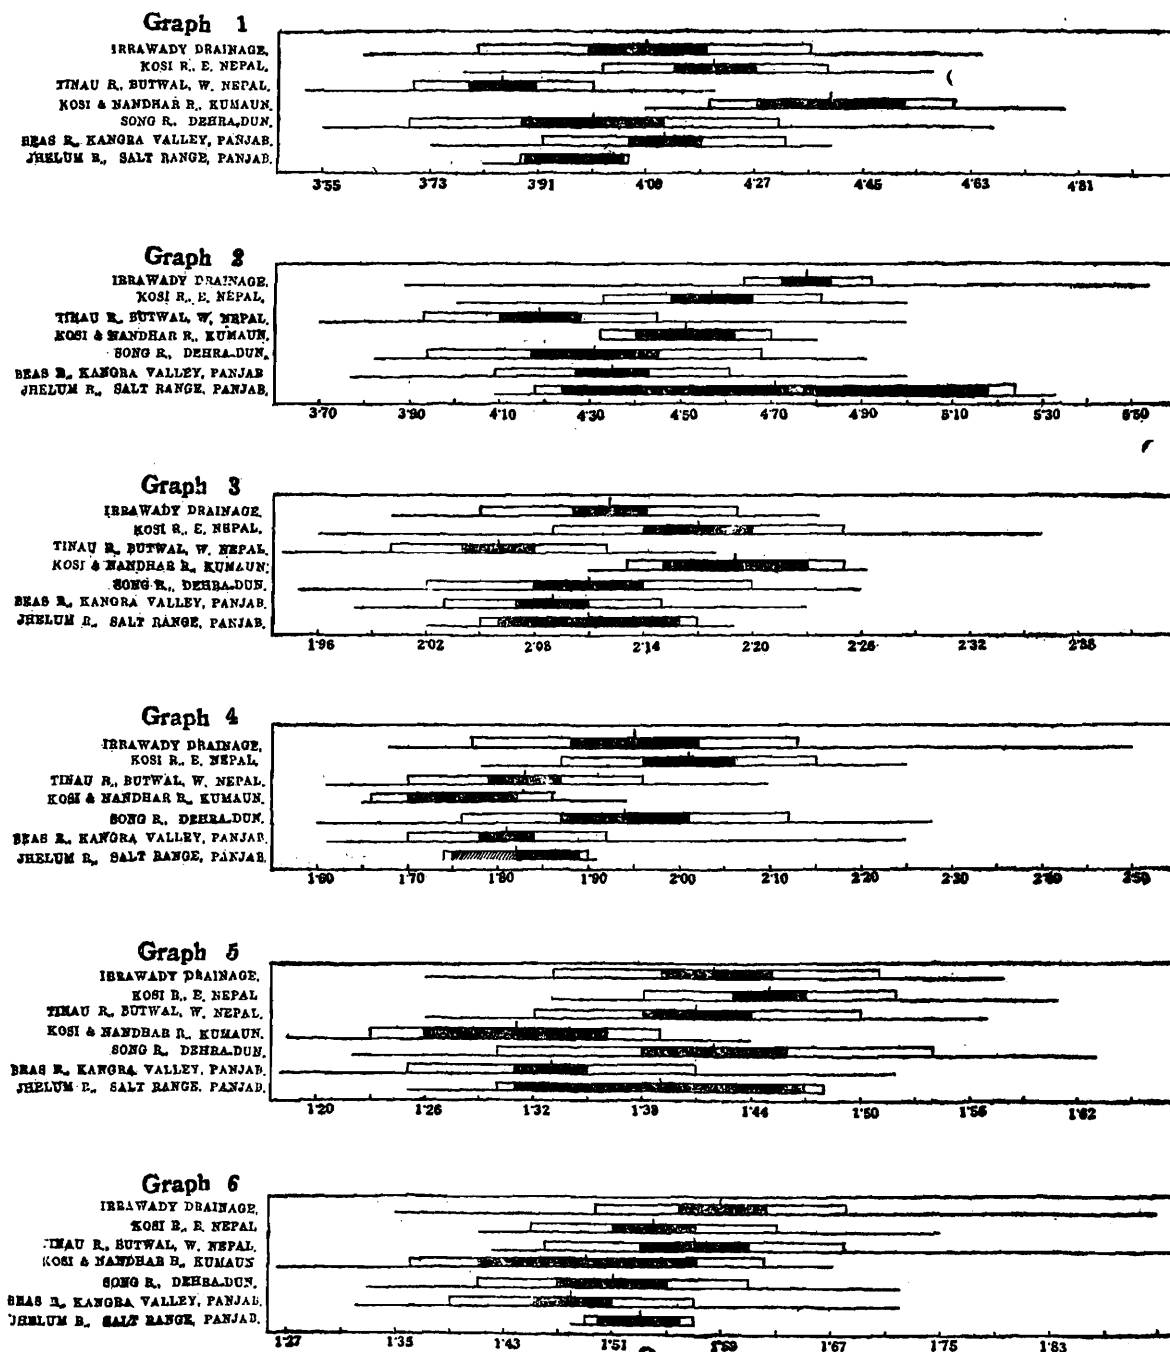 Graph 1
IRRAWADY DRAINAGE.
KOSI R., E. NEPAL.
TINAU R., BUTWAL, W. NEPAL.
KOSI & NANDHAR R., KUMAUN.
SONG R., DEHRA-DUN.
BEAS R., KANGRA VALLEY, PANJAB.
JHELUM R., SALT RANGE, PANJAB.
3·55 3·73 3·91 4·09 4·27 4·45 4·63 4·81
Graph 2
IRRAWADY DRAINAGE.
KOSI R., E. NEPAL.
TINAU R., BUTWAL, W. NEPAL.
KOSI & NANDHAR R., KUMAUN.
SONG R., DEHRA-DUN.
BEAS R., KANGRA VALLEY, PANJAB
JHELUM R., SALT RANGE, PANJAB.
3·70 3·90 4·10 4·30 4·50 4·70 4·90 5·10 5·30 5·50
Graph 3
IRRAWADY DRAINAGE.
KOSI R., E. NEPAL.
TINAU R., BUTWAL, W. NEPAL.
KOSI & NANDHAR R., KUMAUN.
SONG R., DEHRA-DUN.
BEAS R., KANGRA VALLEY, PANJAB.
JHELUM R., SALT RANGE, PANJAB.
1·96 2·02 2·08 2·14 2·20 2·26 2·32 2·38
Graph 4
IRRAWADY DRAINAGE.
KOSI R., E. NEPAL.
TINAU R., BUTWAL, W. NEPAL.
KOSI & NANDHAR R., KUMAUN.
SONG R., DEHRA-DUN.
BEAS R., KANGRA VALLEY, PANJAB
JHELUM R., SALT RANGE, PANJAB.
1·60 1·70 1·80 1·90 2·00 2·10 2·20 2·30 2·40 2·50
Graph 5
IRRAWADY DRAINAGE.
KOSI R., E. NEPAL
TINAU R., BUTWAL, W. NEPAL.
KOSI & NANDHAR R., KUMAUN.
SONG R., DEHRA-DUN.
BEAS R., KANGRA VALLEY, PANJAB.
JHELUM R., SALT RANGE, PANJAB.
1·20 1·26 1·32 1·39 1·44 1·50 1·56 1·62
Graph 6
IRRAWADY DRAINAGE.
KOSI R., E. NEPAL
TINAU R., BUTWAL, W. NEPAL.
KOSI & NANDHAR R., KUMAUN
SONG R., DEHRA-DUN.
BEAS R., KANGRA VALLEY, PANJAB.
JHELUM R., SALT RANGE, PANJAB.
1·27 1·35 1·43 1·51 1·59 1·67 1·75 1·83